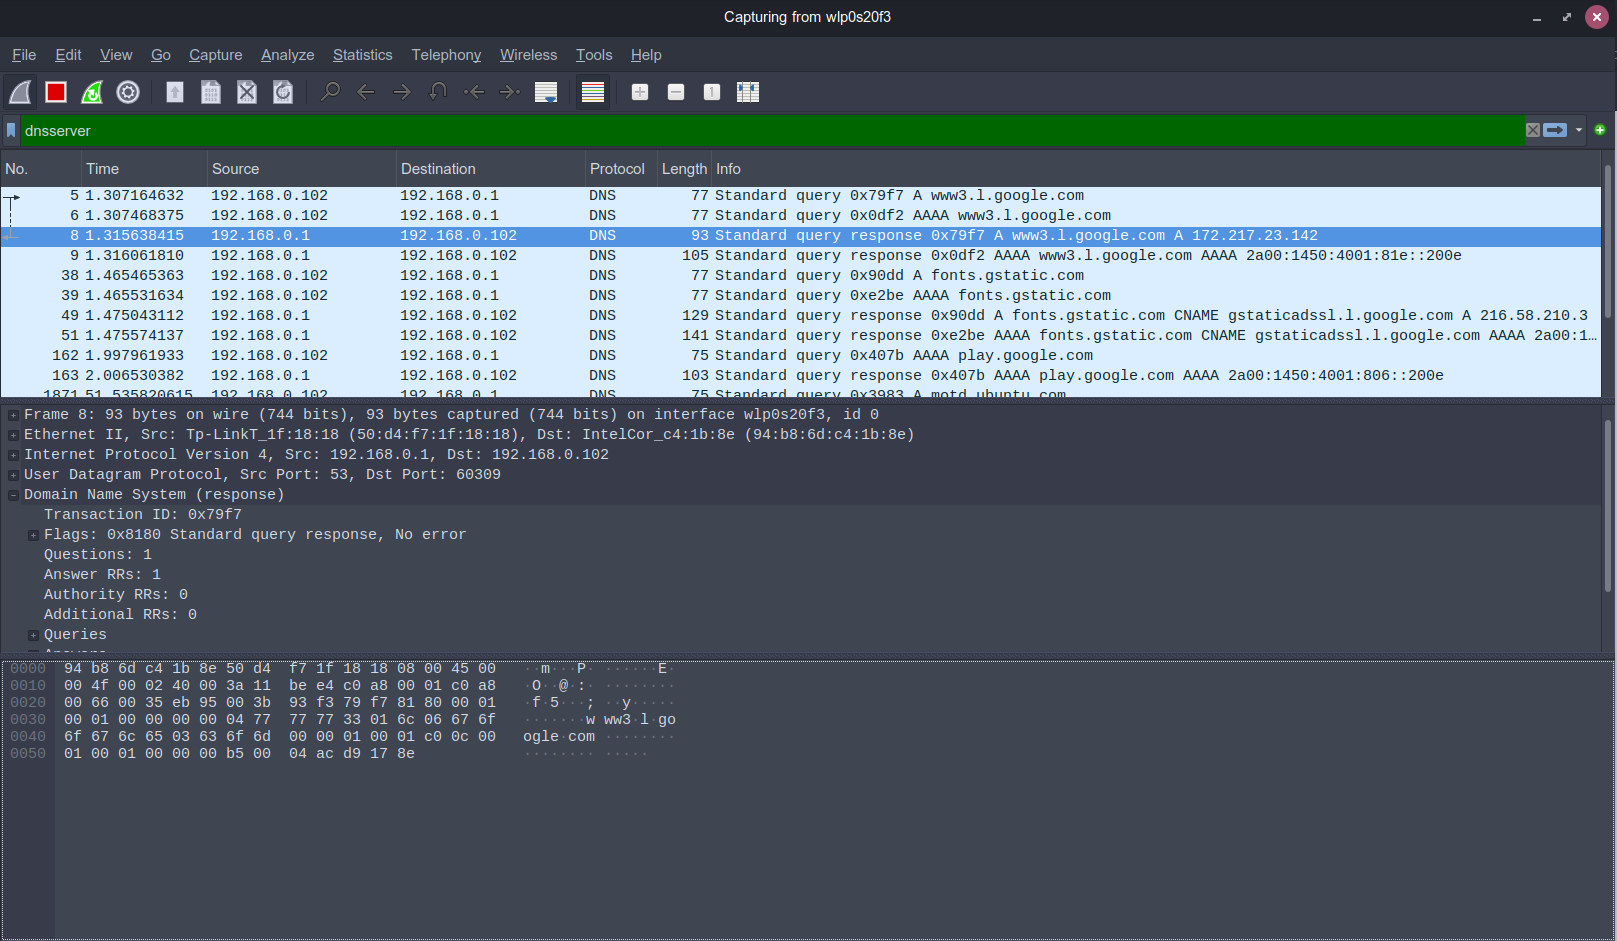 Capturing from wlp0s20f3
File Edit View Go Capture Analyze Statistics Telephony Wireless Tools Help
dnsserver
No. Time Source Destination Protocol Length Info
5 1.307164632 192.168.0.102 192.168.0.1 DNS 77 Standard query 0x79f7 A www3.l.google.com
6 1.307468375 192.168.0.102 192.168.0.1 DNS 77 Standard query 0x0df2 AAAA www3.l.google.com
8 1.315638415 192.168.0.1 192.168.0.102 DNS 93 Standard query response 0x79f7 A www3.l.google.com A 172.217.23.142
9 1.316061810 192.168.0.1 192.168.0.102 DNS 105 Standard query response 0x0df2 AAAA www3.l.google.com AAAA 2a00:1450:4001:81e::200e
38 1.465465363 192.168.0.102 192.168.0.1 DNS 77 Standard query 0x90dd A fonts.gstatic.com
39 1.465531634 192.168.0.102 192.168.0.1 DNS 77 Standard query 0xe2be AAAA fonts.gstatic.com
49 1.475043112 192.168.0.1 192.168.0.102 DNS 129 Standard query response 0x90dd A fonts.gstatic.com CNAME gstaticadssl.l.google.com A 216.58.210.3
51 1.475574137 192.168.0.1 192.168.0.102 DNS 141 Standard query response 0xe2be AAAA fonts.gstatic.com CNAME gstaticadssl.l.google.com AAAA 2a00:1…
162 1.997961933 192.168.0.102 192.168.0.1 DNS 75 Standard query 0x407b AAAA play.google.com
163 2.006530382 192.168.0.1 192.168.0.102 DNS 103 Standard query response 0x407b AAAA play.google.com AAAA 2a00:1450:4001:806::200e
1871 51.535820615 192.168.0.102 192.168.0.1 DNS 75 Standard query 0x3983 A motd.ubuntu.com
Frame 8: 93 bytes on wire (744 bits), 93 bytes captured (744 bits) on interface wlp0s20f3, id 0
Ethernet II, Src: Tp-LinkT_1f:18:18 (50:d4:f7:1f:18:18), Dst: IntelCor_c4:1b:8e (94:b8:6d:c4:1b:8e)
Internet Protocol Version 4, Src: 192.168.0.1, Dst: 192.168.0.102
User Datagram Protocol, Src Port: 53, Dst Port: 60309
Domain Name System (response)
Transaction ID: 0x79f7
Flags: 0x8180 Standard query response, No error
Questions: 1
Answer RRs: 1
Authority RRs: 0
Additional RRs: 0
Queries
0000 94 b8 6d c4 1b 8e 50 d4 f7 1f 18 18 08 00 45 00 ··m···P· ······E·
0010 00 4f 00 02 40 00 3a 11 be e4 c0 a8 00 01 c0 a8 ·O··@·:· ········
0020 00 66 00 35 eb 95 00 3b 93 f3 79 f7 81 80 00 01 ·f·5···; ··y·····
0030 00 01 00 00 00 00 04 77 77 77 33 01 6c 06 67 6f ·······w ww3·l·go
0040 6f 67 6c 65 03 63 6f 6d 00 00 01 00 01 c0 0c 00 ogle·com ········
0050 01 00 01 00 00 00 b5 00 04 ac d9 17 8e ········ ·····